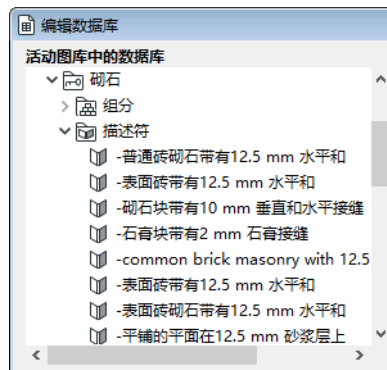 编辑数据库
活动图库中的数据库
砌石
组分
描述符
-普通砖砌石带有12.5 mm 水平和
-表面砖带有12.5 mm 水平和
-砌石块带有10 mm 垂直和水平接缝
-石膏块带有2 mm 石膏接缝
-common brick masonry with 12.5
-表面砖带有12.5 mm 水平和
-表面砖砌石带有12.5 mm 水平和
-平铺的平面在12.5 mm 砂浆层上